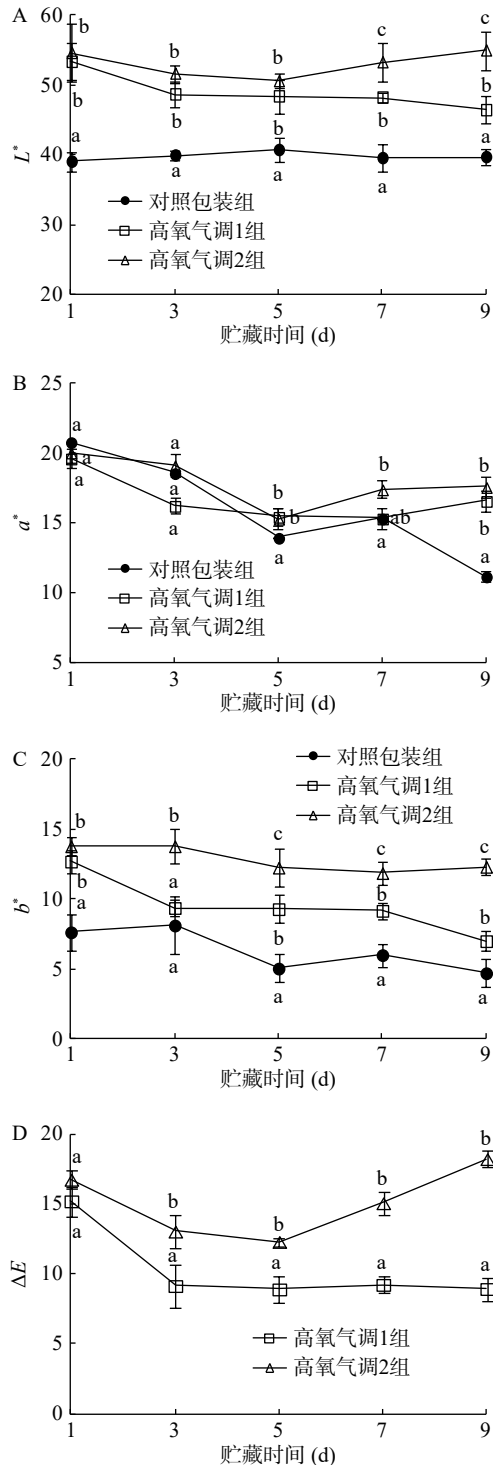 A
60
50
40
30
20
L*
b b b c c
b b b b b
a a a a a
对照包装组
高氧气调1组
高氧气调2组
1 3 5 7 9
贮藏时间 (d)
B
25
20
15
10
5
a*
a a b b b
a a b ab b
a a a a a
对照包装组
高氧气调1组
高氧气调2组
1 3 5 7 9
贮藏时间 (d)
C
20
15
10
5
0
b*
对照包装组
高氧气调1组
高氧气调2组
b b c c c
b a b b b
a a a a a
1 3 5 7 9
贮藏时间 (d)
D
20
15
10
5
0
ΔE
a b b b b
a a a a a
高氧气调1组
高氧气调2组
1 3 5 7 9
贮藏时间 (d)